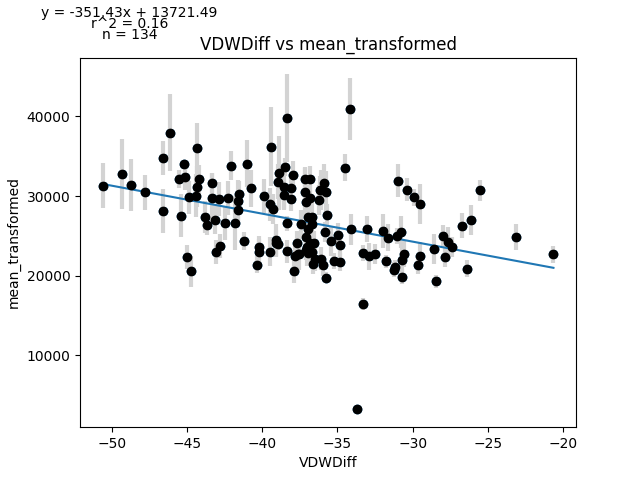 y = -351.43x + 13721.49
r^2 = 0.16
n = 134
VDWDiff vs mean_transformed
mean_transformed
40000
30000
20000
10000
−50
−45
−40
−35
−30
−25
−20
VDWDiff